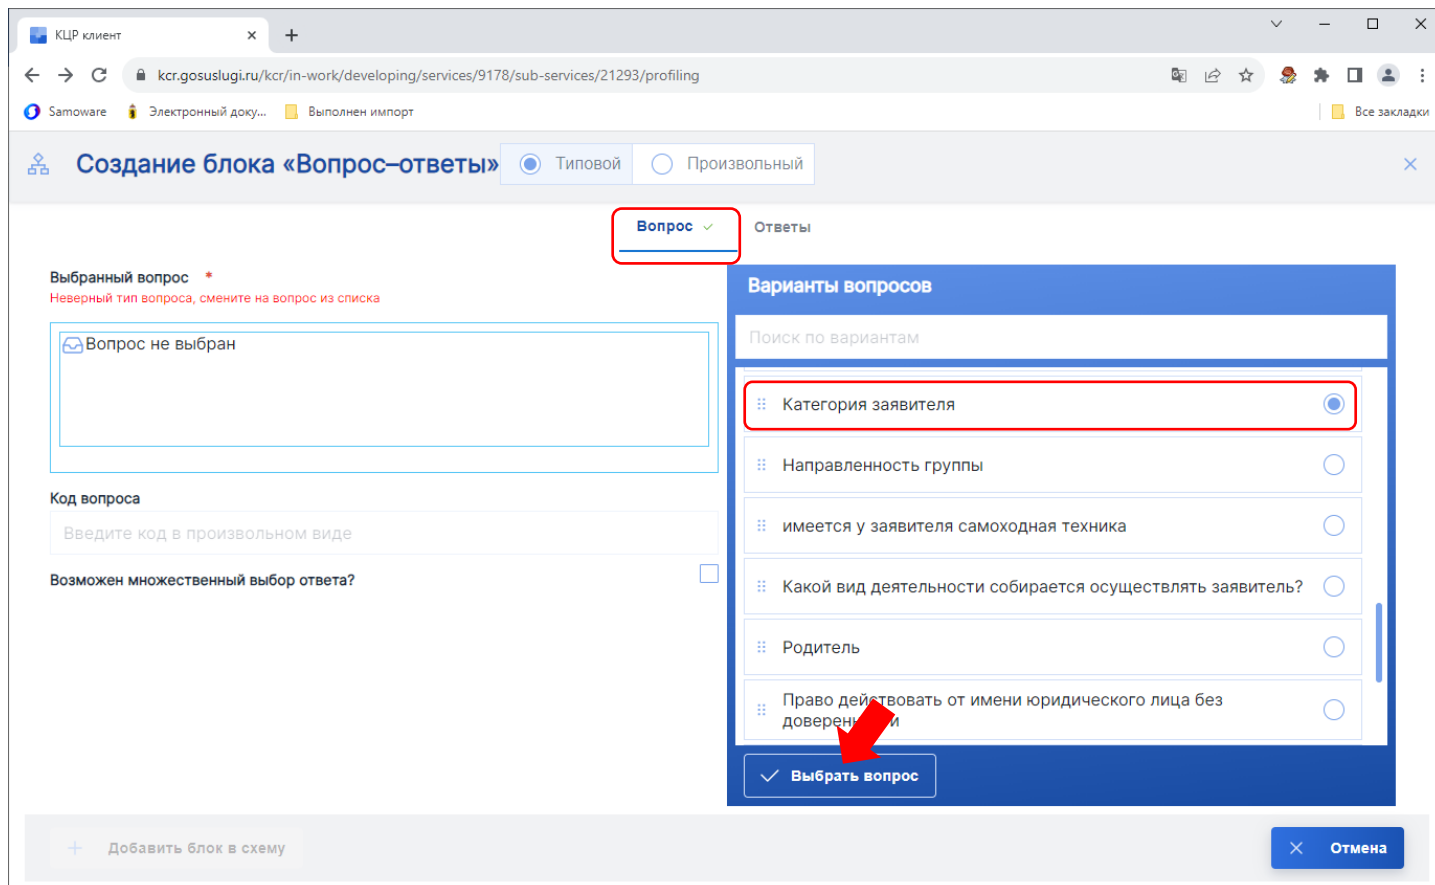 КЦР клиент
kcr.gosuslugi.ru/kcr/in-work/developing/services/9178/sub-services/21293/profiling
Samoware
Электронный доку...
Выполнен импорт
Все закладки
Создание блока «Вопрос–ответы»
Типовой
Произвольный
Вопрос
Ответы
Выбранный вопрос *
Неверный тип вопроса, смените на вопрос из списка
Вопрос не выбран
Код вопроса
Введите код в произвольном виде
Возможен множественный выбор ответа?
Варианты вопросов
Поиск по вариантам
Категория заявителя
Направленность группы
имеется у заявителя самоходная техника
Какой вид деятельности собирается осуществлять заявитель?
Родитель
Право действовать от имени юридического лица без
доверенности
Выбрать вопрос
Добавить блок в схему
Отмена